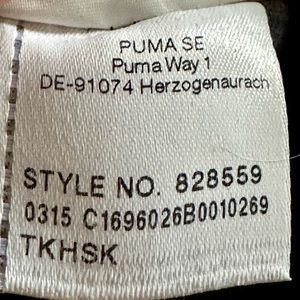 PUMA SE
Puma Way 1
DE-91074 Herzogenaurach
STYLE NO. 828559
0315 C1696026B0010269
TKHSK